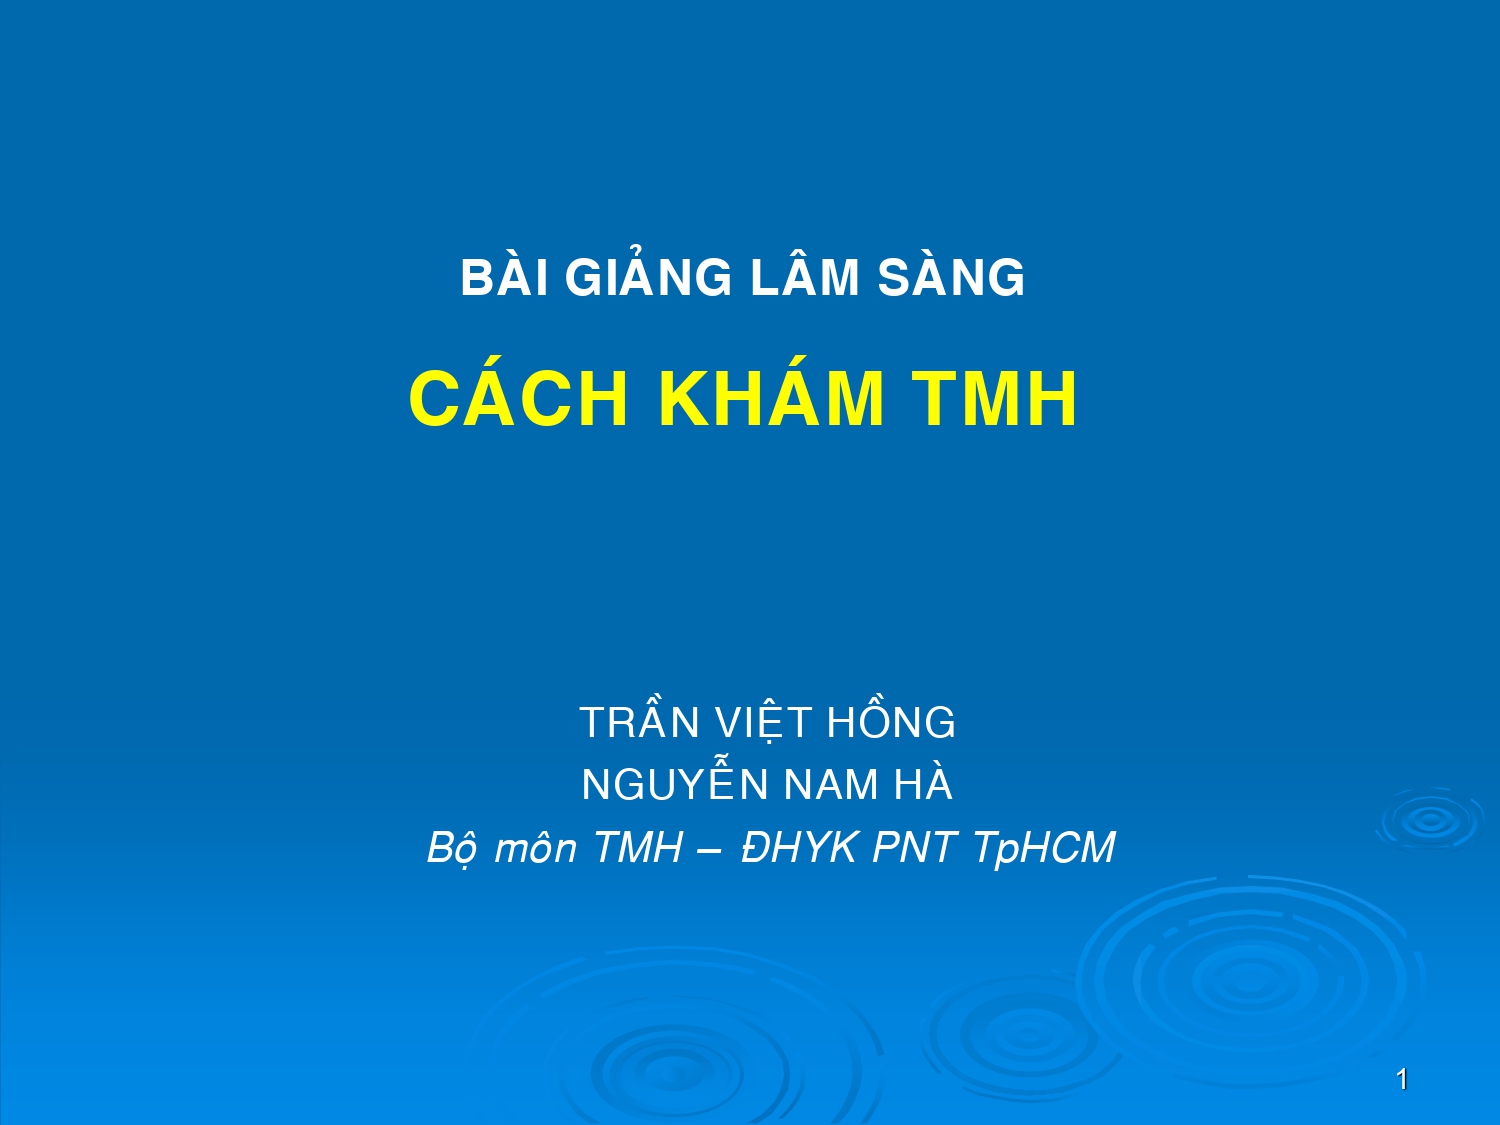 BÀI GIẢNG LÂM SÀNG
CÁCH KHÁM TMH
TRẦN VIỆT HỒNG
NGUYỄN NAM HÀ
Bộ môn TMH – ĐHYK PNT TpHCM
1